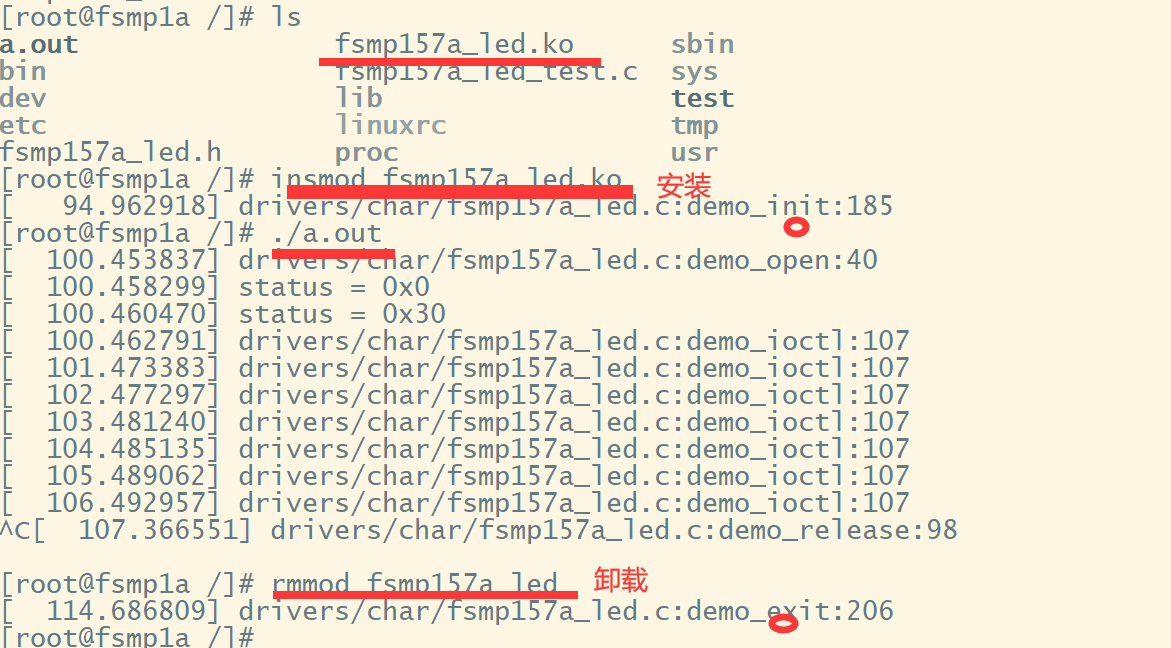 [root@fsmp1a /]# ls
a.out fsmp157a_led.ko sbin
bin fsmp157a_led_test.c sys
dev lib test
etc linuxrc tmp
fsmp157a_led.h proc usr
[root@fsmp1a /]# insmod fsmp157a_led.ko 安装
[ 94.962918] drivers/char/fsmp157a_led.c:demo_init:185
[root@fsmp1a /]# ./a.out
[ 100.453837] drivers/char/fsmp157a_led.c:demo_open:40
[ 100.458299] status = 0x0
[ 100.460470] status = 0x30
[ 100.462791] drivers/char/fsmp157a_led.c:demo_ioctl:107
[ 101.473383] drivers/char/fsmp157a_led.c:demo_ioctl:107
[ 102.477297] drivers/char/fsmp157a_led.c:demo_ioctl:107
[ 103.481240] drivers/char/fsmp157a_led.c:demo_ioctl:107
[ 104.485135] drivers/char/fsmp157a_led.c:demo_ioctl:107
[ 105.489062] drivers/char/fsmp157a_led.c:demo_ioctl:107
[ 106.492957] drivers/char/fsmp157a_led.c:demo_ioctl:107
^C[ 107.366551] drivers/char/fsmp157a_led.c:demo_release:98
[root@fsmp1a /]# rmmod fsmp157a_led 卸载
[ 114.686809] drivers/char/fsmp157a_led.c:demo_exit:206
[root@fsmp1a /]#